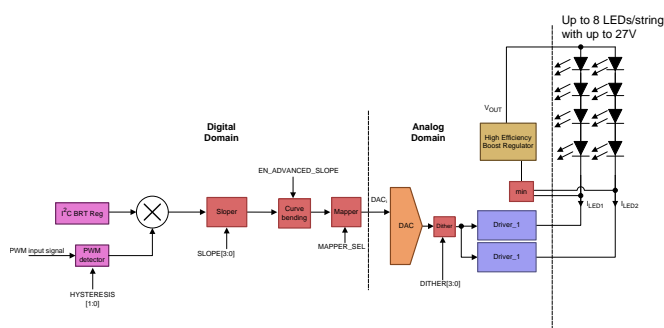 Up to 8 LEDs/string
with up to 27V
VOUT
Digital
Domain
Analog
Domain
High Efficiency
Boost Regulator
EN_ADVANCED_SLOPE
min
I2C BRT Reg
Sloper
Curve
bending
Mapper
DACi
ILED1
ILED2
DAC
Dither
Driver_1
PWM input signal
PWM
detector
SLOPE[3:0]
MAPPER_SEL
Driver_1
HYSTERESIS
[1:0]
DITHER[3:0]